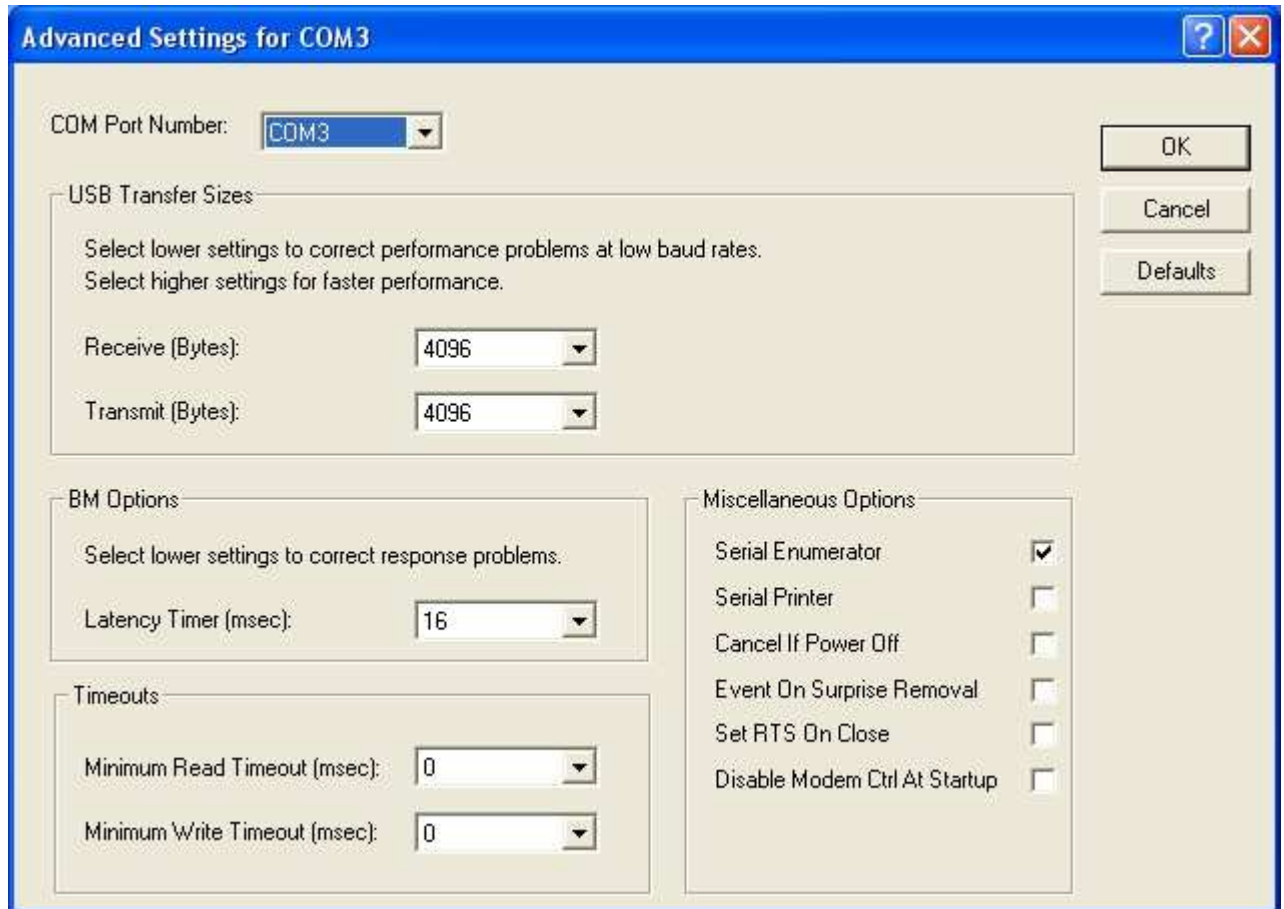 Advanced Settings for COM3
?
COM Port Number: COM3
OK
Cancel
Defaults
USB Transfer Sizes
Select lower settings to correct performance problems at low baud rates.
Select higher settings for faster performance.
Receive (Bytes): 4096
Transmit (Bytes): 4096
BM Options
Select lower settings to correct response problems.
Latency Timer (msec): 16
Timeouts
Minimum Read Timeout (msec): 0
Minimum Write Timeout (msec): 0
Miscellaneous Options
Serial Enumerator
Serial Printer
Cancel If Power Off
Event On Surprise Removal
Set RTS On Close
Disable Modem Ctrl At Startup